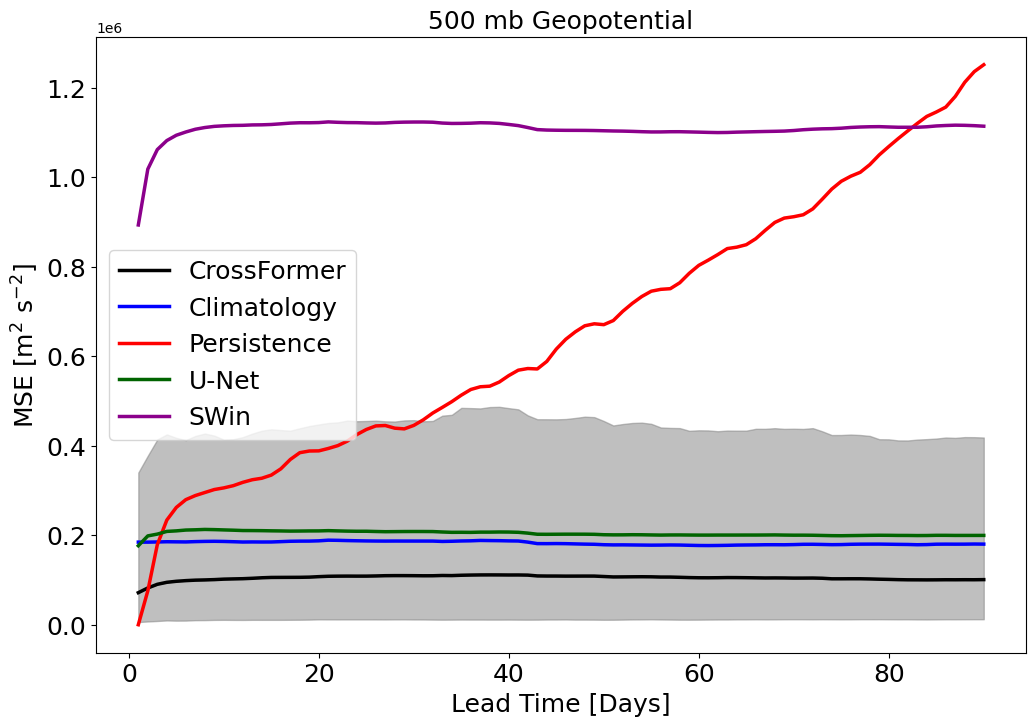 500 mb Geopotential
1e6
1.2
1.0
0.8
0.6
0.4
0.2
0.0
MSE [m² s⁻²]
CrossFormer
Climatology
Persistence
U-Net
SWin
0 20 40 60 80
Lead Time [Days]